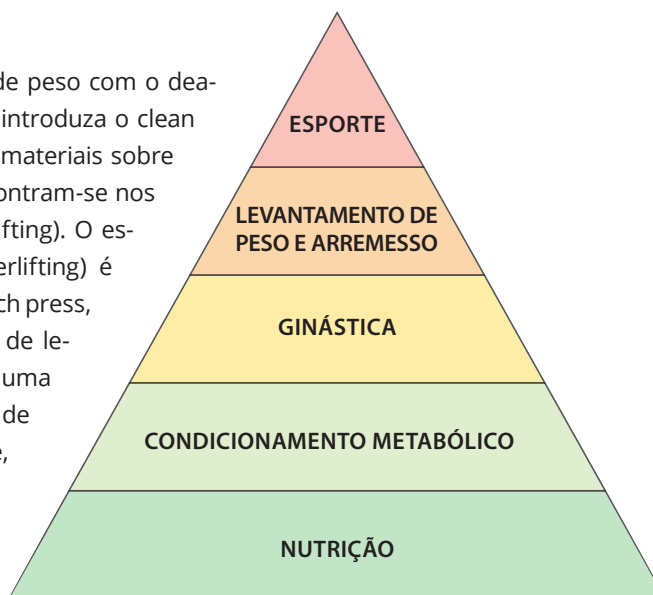 de peso com o dea-
introduza o clean
materiais sobre
contram-se nos
fting). O es-
erlifting) é
ch press,
de le-
uma
de
,
ESPORTE
LEVANTAMENTO DE
PESO E ARREMESSO
GINÁSTICA
CONDICIONAMENTO METABÓLICO
NUTRIÇÃO